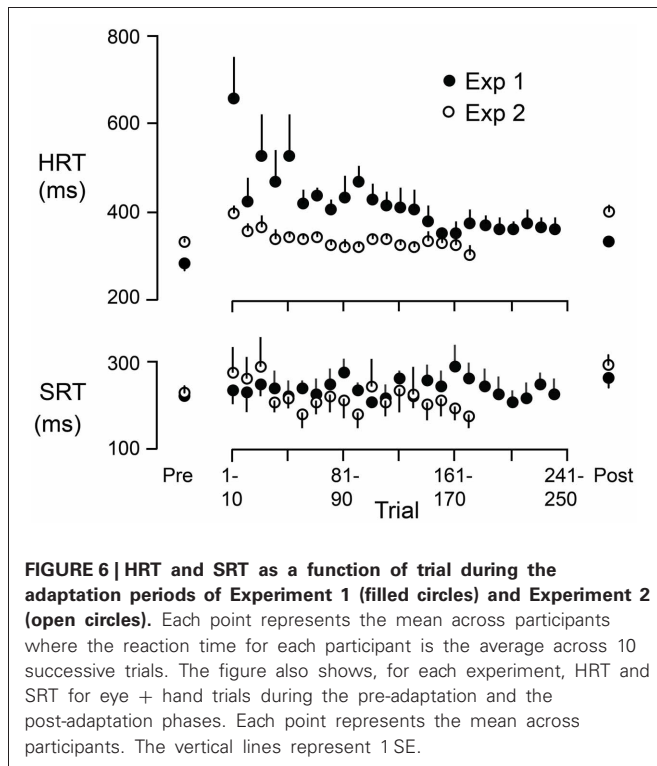 800
600
HRT
(ms)
400
200
Exp 1
Exp 2
300
SRT
(ms)
100
Pre
1-
10
81-
90
161-
170
241-
250
Post
Trial
FIGURE 6 | HRT and SRT as a function of trial during the
adaptation periods of Experiment 1 (filled circles) and Experiment 2
(open circles). Each point represents the mean across participants
where the reaction time for each participant is the average across 10
successive trials. The figure also shows, for each experiment, HRT and
SRT for eye + hand trials during the pre-adaptation and the
post-adaptation phases. Each point represents the mean across
participants. The vertical lines represent 1 SE.